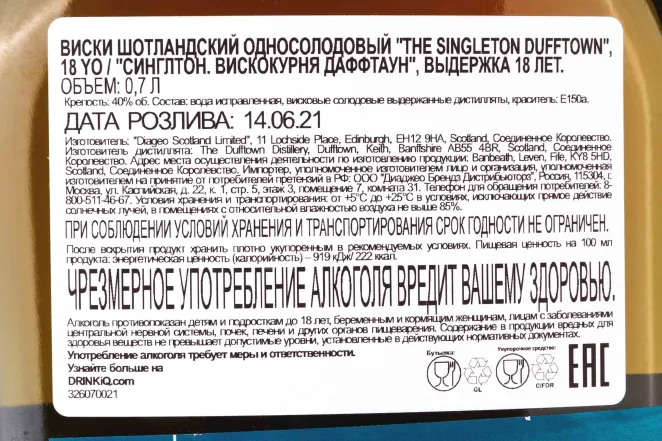 ВИСКИ ШОТЛАНДСКИЙ ОДНОСОЛОДОВЫЙ "THE SINGLETON DUFFTOWN",
18 YO / "СИНГЛТОН. ВИСКОКУРНЯ ДАФФТАУН", ВЫДЕРЖКА 18 ЛЕТ.
ОБЪЕМ: 0,7 Л
Крепость: 40% об. Состав: вода исправленная, висковые солодовые выдержанные дистилляты, краситель: Е150а.
ДАТА РОЗЛИВА: 14.06.21
Изготовитель: "Diageo Scotland Limited", 11 Lochside Place, Edinburgh, EH12 9HA, Scotland, Соединенное Королевство.
Изготовитель дистиллята: The Dufftown Distillery, Dufftown, Keith, Banffshire AB55 4BR, Scotland, Соединенное
Королевство. Адрес места осуществления деятельности по изготовлению продукции: Banbeath, Leven, Fife, KY8 5HD,
Scotland, Соединенное Королевство. Импортер, уполномоченное изготовителем лицо и организация, уполномоченная
изготовителем на принятие от потребителей претензий в РФ: ООО "Диаджео Брендз Дистрибьюторз", Россия, 115304, г.
Москва, ул. Каспийская, д. 22, к. 1, стр. 5, этаж 3, помещение 7, комната 31. Телефон для обращения потребителей: 8-
800-511-46-67. Условия хранения и транспортирования: от +5°С до +25°С в условиях, исключающих прямое действие
солнечных лучей, в помещениях с относительной влажностью воздуха не выше 85%.
ПРИ СОБЛЮДЕНИИ УСЛОВИЙ ХРАНЕНИЯ И ТРАНСПОРТИРОВАНИЯ СРОК ГОДНОСТИ НЕ ОГРАНИЧЕН.
После вскрытия продукт хранить плотно укупоренным в рекомендуемых условиях. Пищевая ценность на 100 мл
продукта: энергетическая ценность (калорийность) – 919 кДж/ 222 ккал.
ЧРЕЗМЕРНОЕ УПОТРЕБЛЕНИЕ АЛКОГОЛЯ ВРЕДИТ ВАШЕМУ ЗДОРОВЬЮ.
Алкоголь противопоказан детям и подросткам до 18 лет, беременным и кормящим женщинам, лицам с заболеваниями
центральной нервной системы, почек, печени и других органов пищеварения. Содержание в продукции вредных для
здоровья веществ не превышает допустимые уровни, установленные в действующих нормативных документах.
Употребление алкоголя требует меры и ответственности.
Узнайте больше на
DRINKiQ.com
326070021
Бутылка:
GL
Укупорочное средство:
C/FOR
EAC